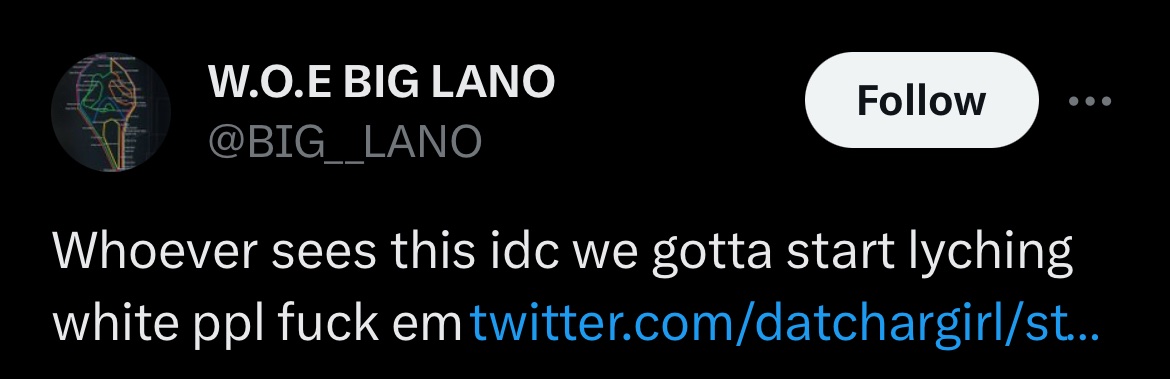 W.O.E BIG LANO
@BIG__LANO
Follow
Whoever sees this idc we gotta start lyching
white ppl fuck em twitter.com/datchargirl/st...